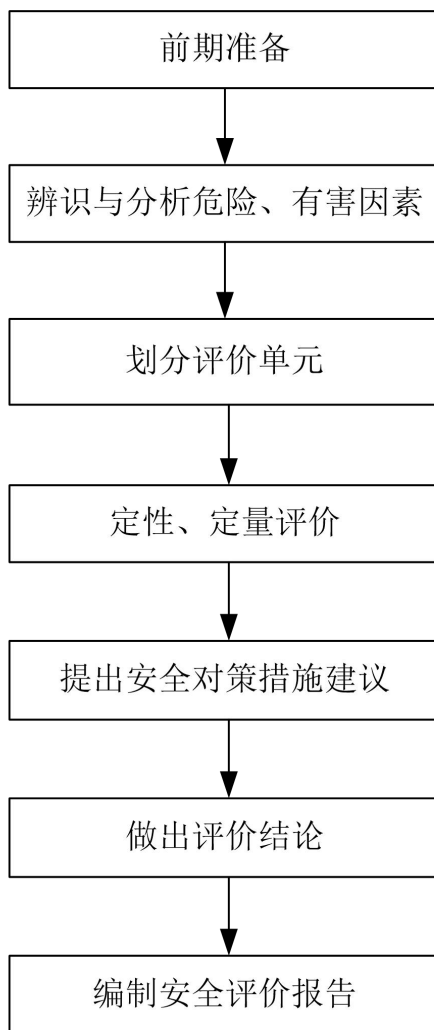 前期准备
辨识与分析危险、有害因素
划分评价单元
定性、定量评价
提出安全对策措施建议
做出评价结论
编制安全评价报告